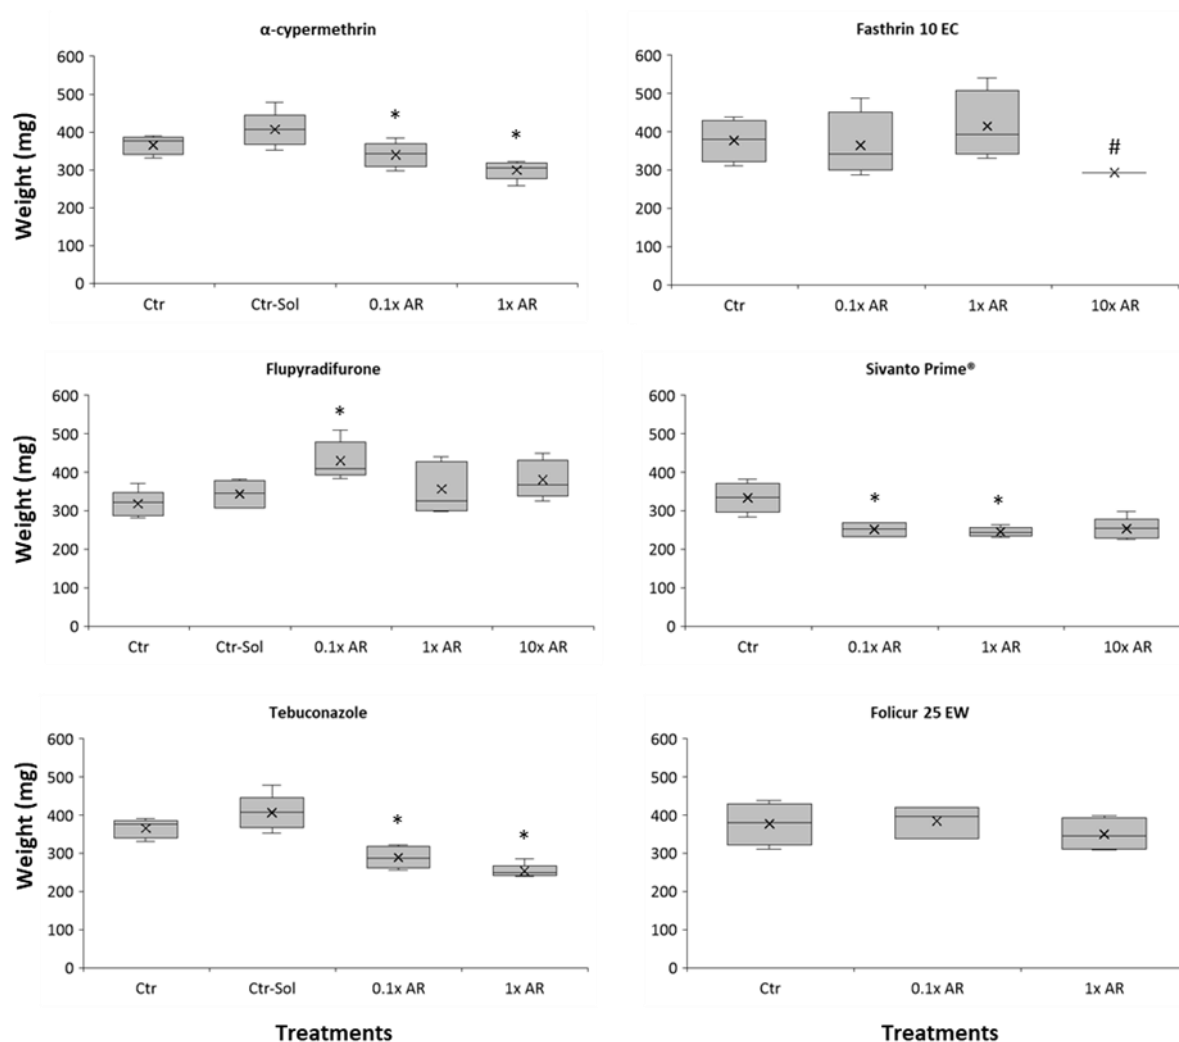 α-cypermethrin
Weight (mg)
600
500
400
300
200
100
0
*
*
Ctr
Ctr-Sol
0.1x AR
1x AR
Fasthrin 10 EC
600
500
400
300
200
100
0
#
Ctr
0.1x AR
1x AR
10x AR
Flupyradifurone
Weight (mg)
600
500
400
300
200
100
0
*
Ctr
Ctr-Sol
0.1x AR
1x AR
10x AR
Sivanto Prime®
600
500
400
300
200
100
0
*
*
Ctr
0.1x AR
1x AR
10x AR
Tebuconazole
Weight (mg)
600
500
400
300
200
100
0
*
*
Ctr
Ctr-Sol
0.1x AR
1x AR
Treatments
Folicur 25 EW
600
500
400
300
200
100
0
Ctr
0.1x AR
1x AR
Treatments